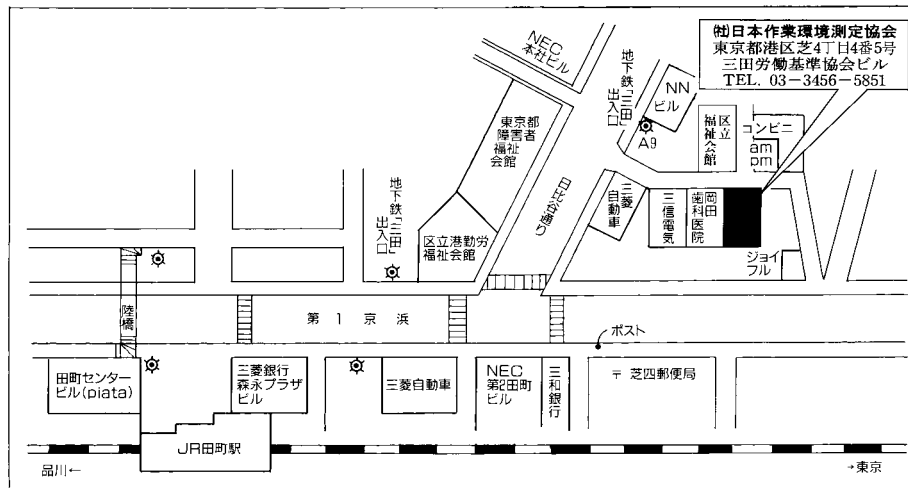 ㈳日本作業環境測定協会
東京都港区芝4丁目4番5号
三田労働基準協会ビル
TEL. 03-3456-5851
NEC
本社ビル
地下鉄「三田」
出入口
NN
ビル
A9
区立
福祉会館
コンビニ
am
pm
東京都
障害者
福祉
会館
日比谷通り
三菱
自動車
三信電気
岡田
歯科医院
ジョイ
フル
地下鉄「三田」
出入口
区立港勤労
福祉会館
陸橋
第1京浜
ポスト
田町センター
ビル(piata)
三菱銀行
森永プラザ
ビル
三菱自動車
NEC
第2田町
ビル
三和銀行
〒芝四郵便局
JR田町駅
品川←
→東京